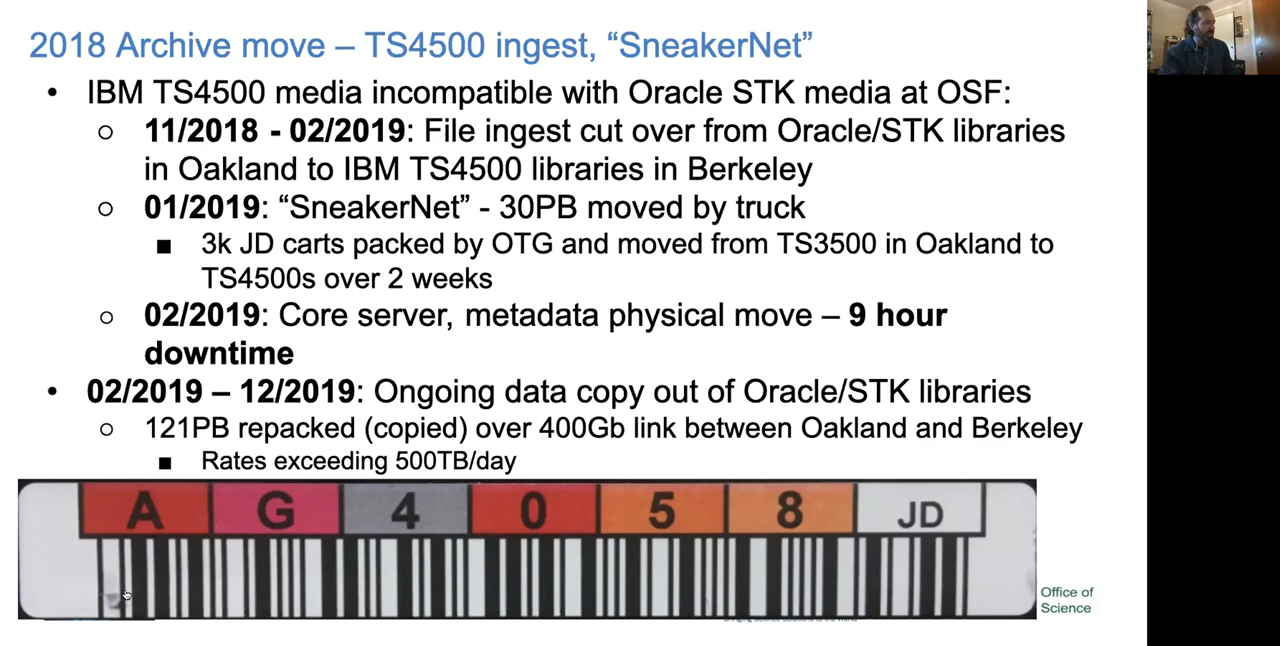 2018 Archive move – TS4500 ingest, “SneakerNet”
• IBM TS4500 media incompatible with Oracle STK media at OSF:
○ 11/2018 - 02/2019: File ingest cut over from Oracle/STK libraries
in Oakland to IBM TS4500 libraries in Berkeley
○ 01/2019: “SneakerNet” - 30PB moved by truck
■ 3k JD carts packed by OTG and moved from TS3500 in Oakland to
TS4500s over 2 weeks
○ 02/2019: Core server, metadata physical move – 9 hour
downtime
• 02/2019 – 12/2019: Ongoing data copy out of Oracle/STK libraries
○ 121PB repacked (copied) over 400Gb link between Oakland and Berkeley
■ Rates exceeding 500TB/day
A G 4 0 5 8 JD
Office of
Science